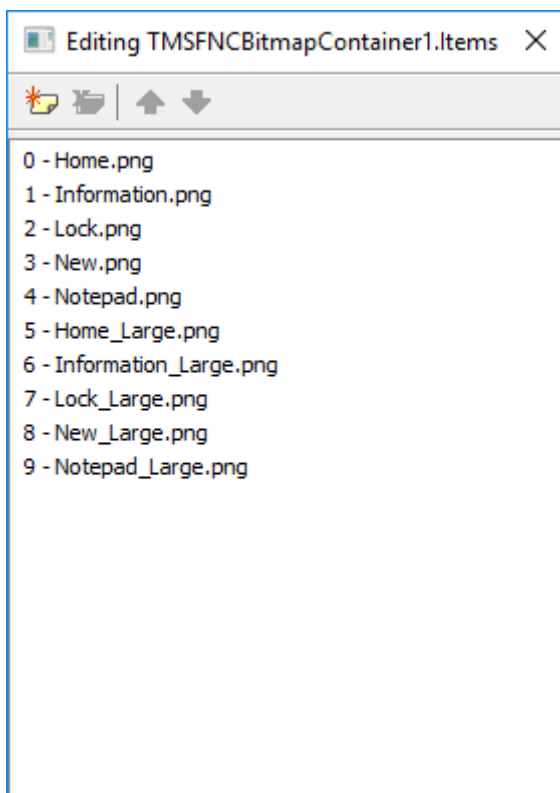 Editing TMSFNCBitmapContainer1.Items
0 - Home.png
1 - Information.png
2 - Lock.png
3 - New.png
4 - Notepad.png
5 - Home_Large.png
6 - Information_Large.png
7 - Lock_Large.png
8 - New_Large.png
9 - Notepad_Large.png